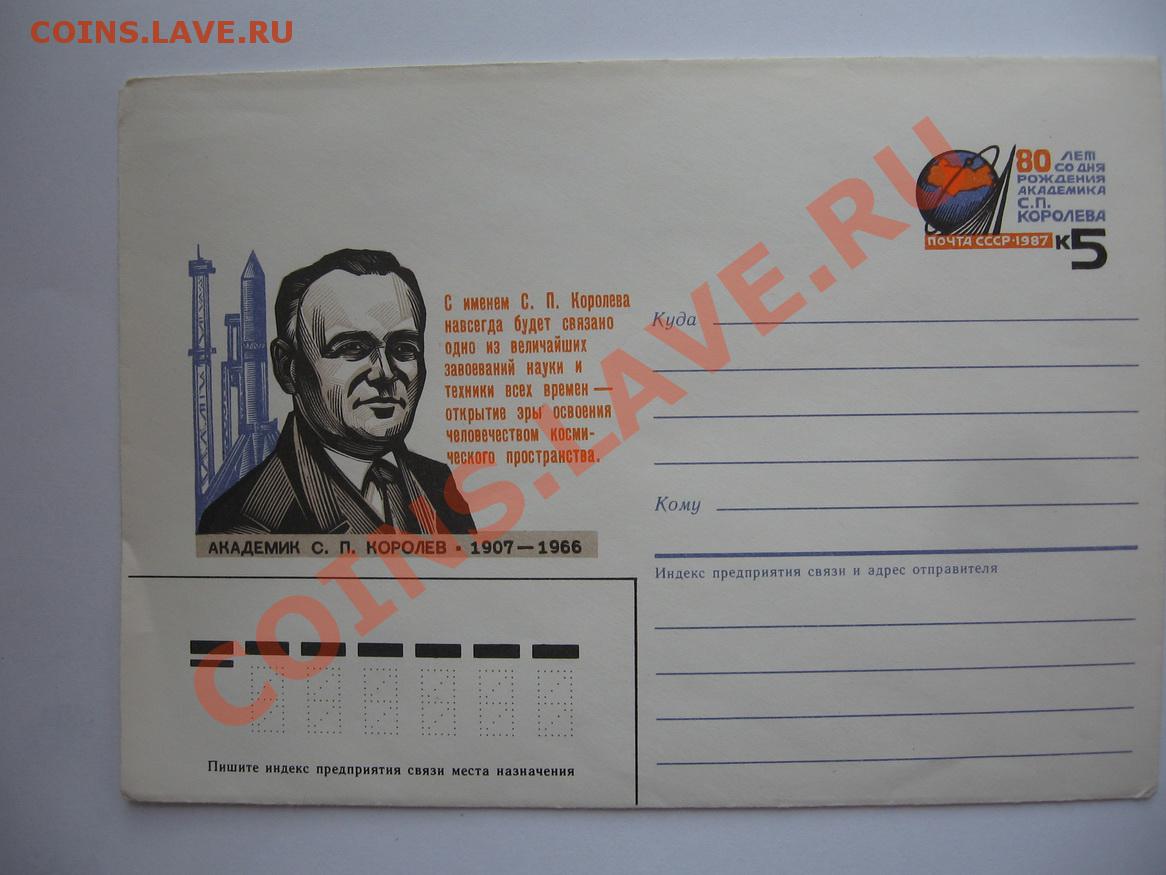 COINS.LAVE.RU
80 ЛЕТ
СО ДНЯ
РОЖДЕНИЯ
АКАДЕМИКА
С.П.
КОРОЛЕВА
ПОЧТА СССР·1987
К5
С именем С. П. Королева
навсегда будет связано
одно из величайших
завоеваний науки и
техники всех времен —
открытие эры освоения
человечеством косми-
ческого пространства.
АКАДЕМИК С. П. КОРОЛЕВ · 1907—1966
Куда
Кому
Индекс предприятия связи и адрес отправителя
Пишите индекс предприятия связи места назначения
COINS.LAVE.RU